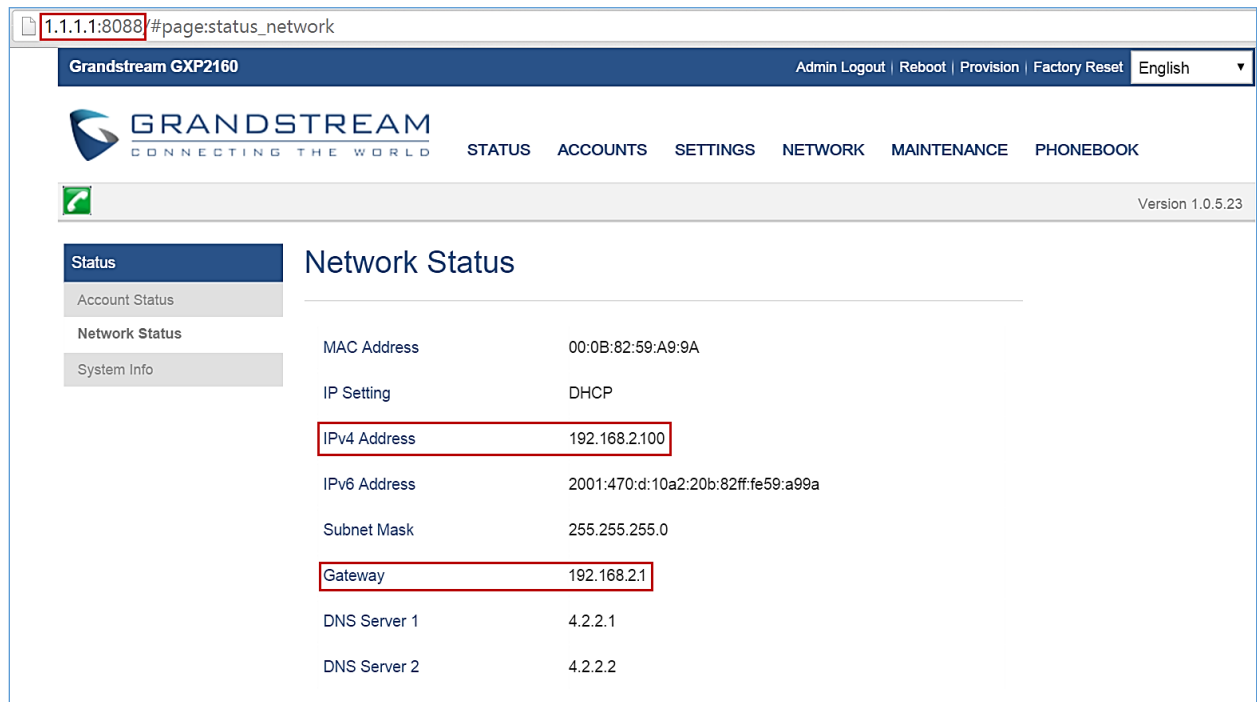 1.1.1.1:8088/#page:status_network
Grandstream GXP2160 Admin Logout | Reboot | Provision | Factory Reset English
GRANDSTREAM
CONNECTING THE WORLD
STATUS ACCOUNTS SETTINGS NETWORK MAINTENANCE PHONEBOOK
Version 1.0.5.23
Status
Account Status
Network Status
System Info
Network Status
MAC Address 00:0B:82:59:A9:9A
IP Setting DHCP
IPv4 Address 192.168.2.100
IPv6 Address 2001:470:d:10a2:20b:82ff:fe59:a99a
Subnet Mask 255.255.255.0
Gateway 192.168.2.1
DNS Server 1 4.2.2.1
DNS Server 2 4.2.2.2